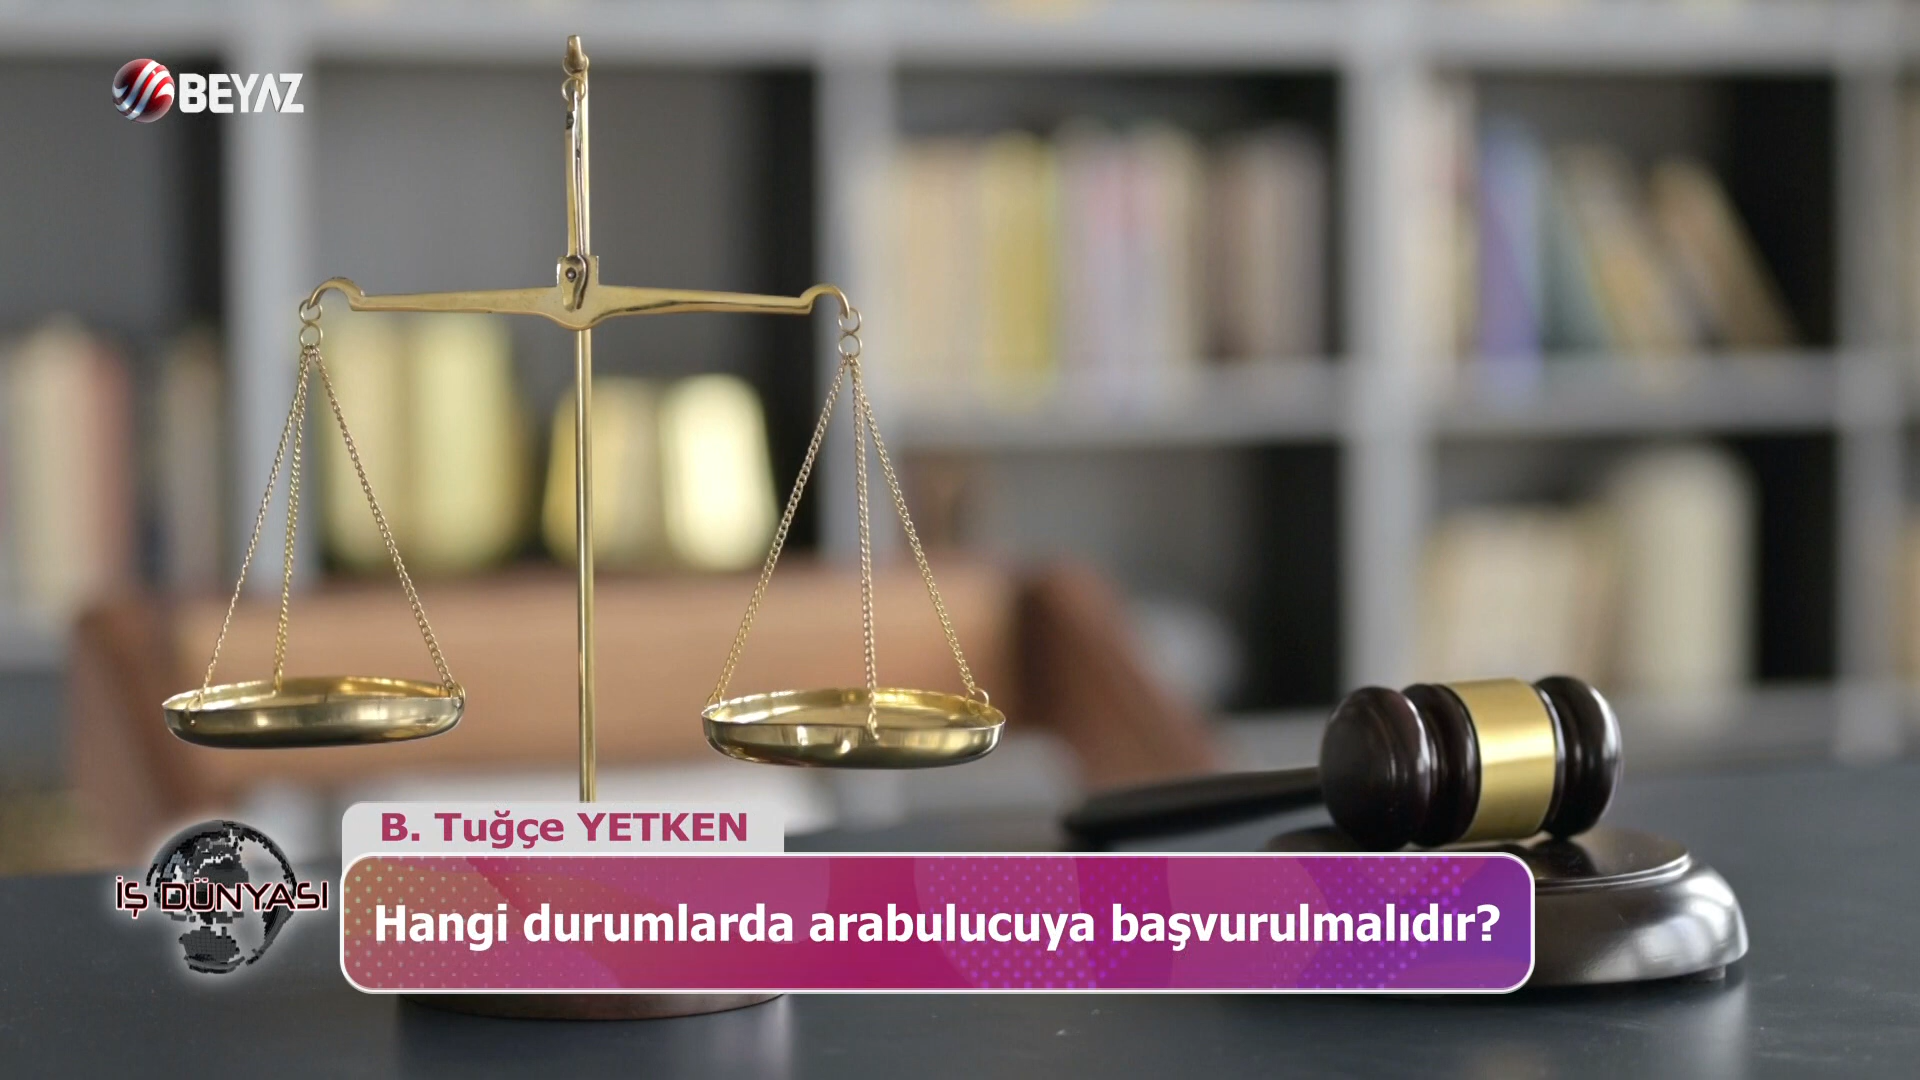 BEYAZ
B. Tuğçe YETKEN
İŞ DÜNYASI
Hangi durumlarda arabulucuya başvurulmalıdır?